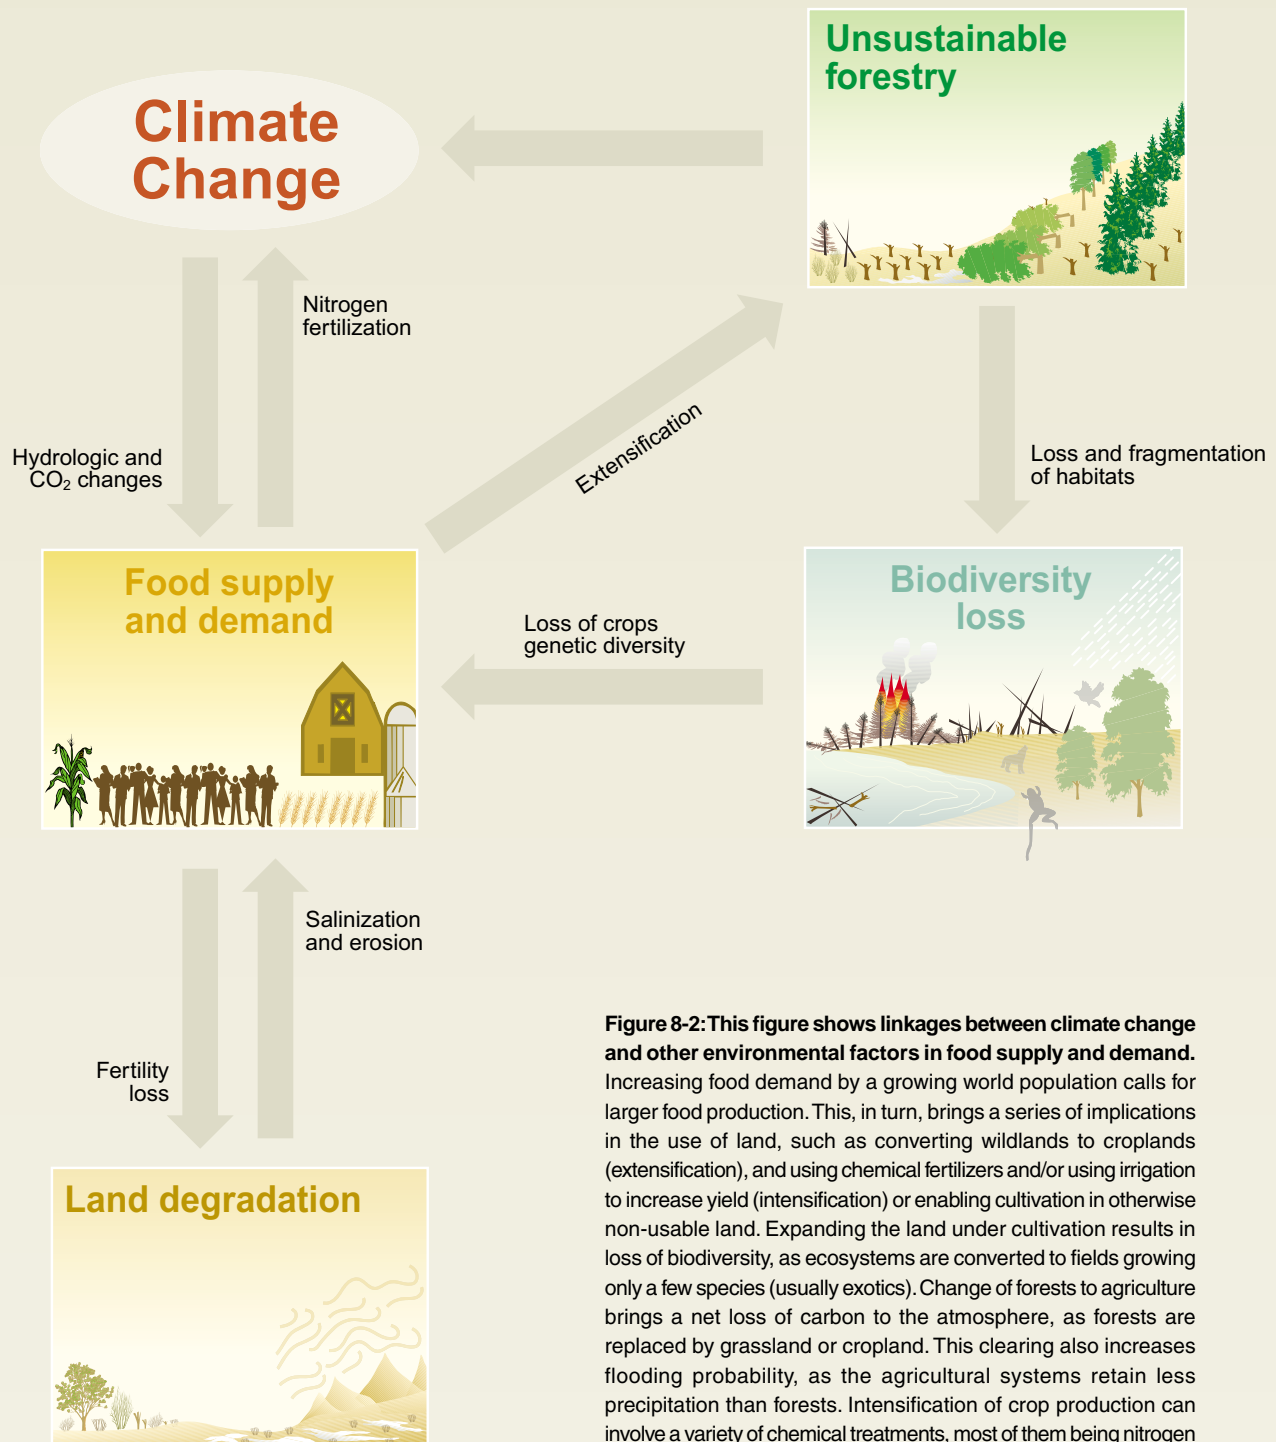 Unsustainable
forestry
Climate
Change
Nitrogen
fertilization
Hydrologic and
CO₂ changes
Extensification
Loss and fragmentation
of habitats
Food supply
and demand
Loss of crops
genetic diversity
Biodiversity
loss
Salinization
and erosion
Fertility
loss
Land degradation
Figure 8-2: This figure shows linkages between climate change
and other environmental factors in food supply and demand.
Increasing food demand by a growing world population calls for
larger food production. This, in turn, brings a series of implications
in the use of land, such as converting wildlands to croplands
(extensification), and using chemical fertilizers and/or using irrigation
to increase yield (intensification) or enabling cultivation in otherwise
non-usable land. Expanding the land under cultivation results in
loss of biodiversity, as ecosystems are converted to fields growing
only a few species (usually exotics). Change of forests to agriculture
brings a net loss of carbon to the atmosphere, as forests are
replaced by grassland or cropland. This clearing also increases
flooding probability, as the agricultural systems retain less
precipitation than forests. Intensification of crop production can
involve a variety of chemical treatments, most of them being nitrogen